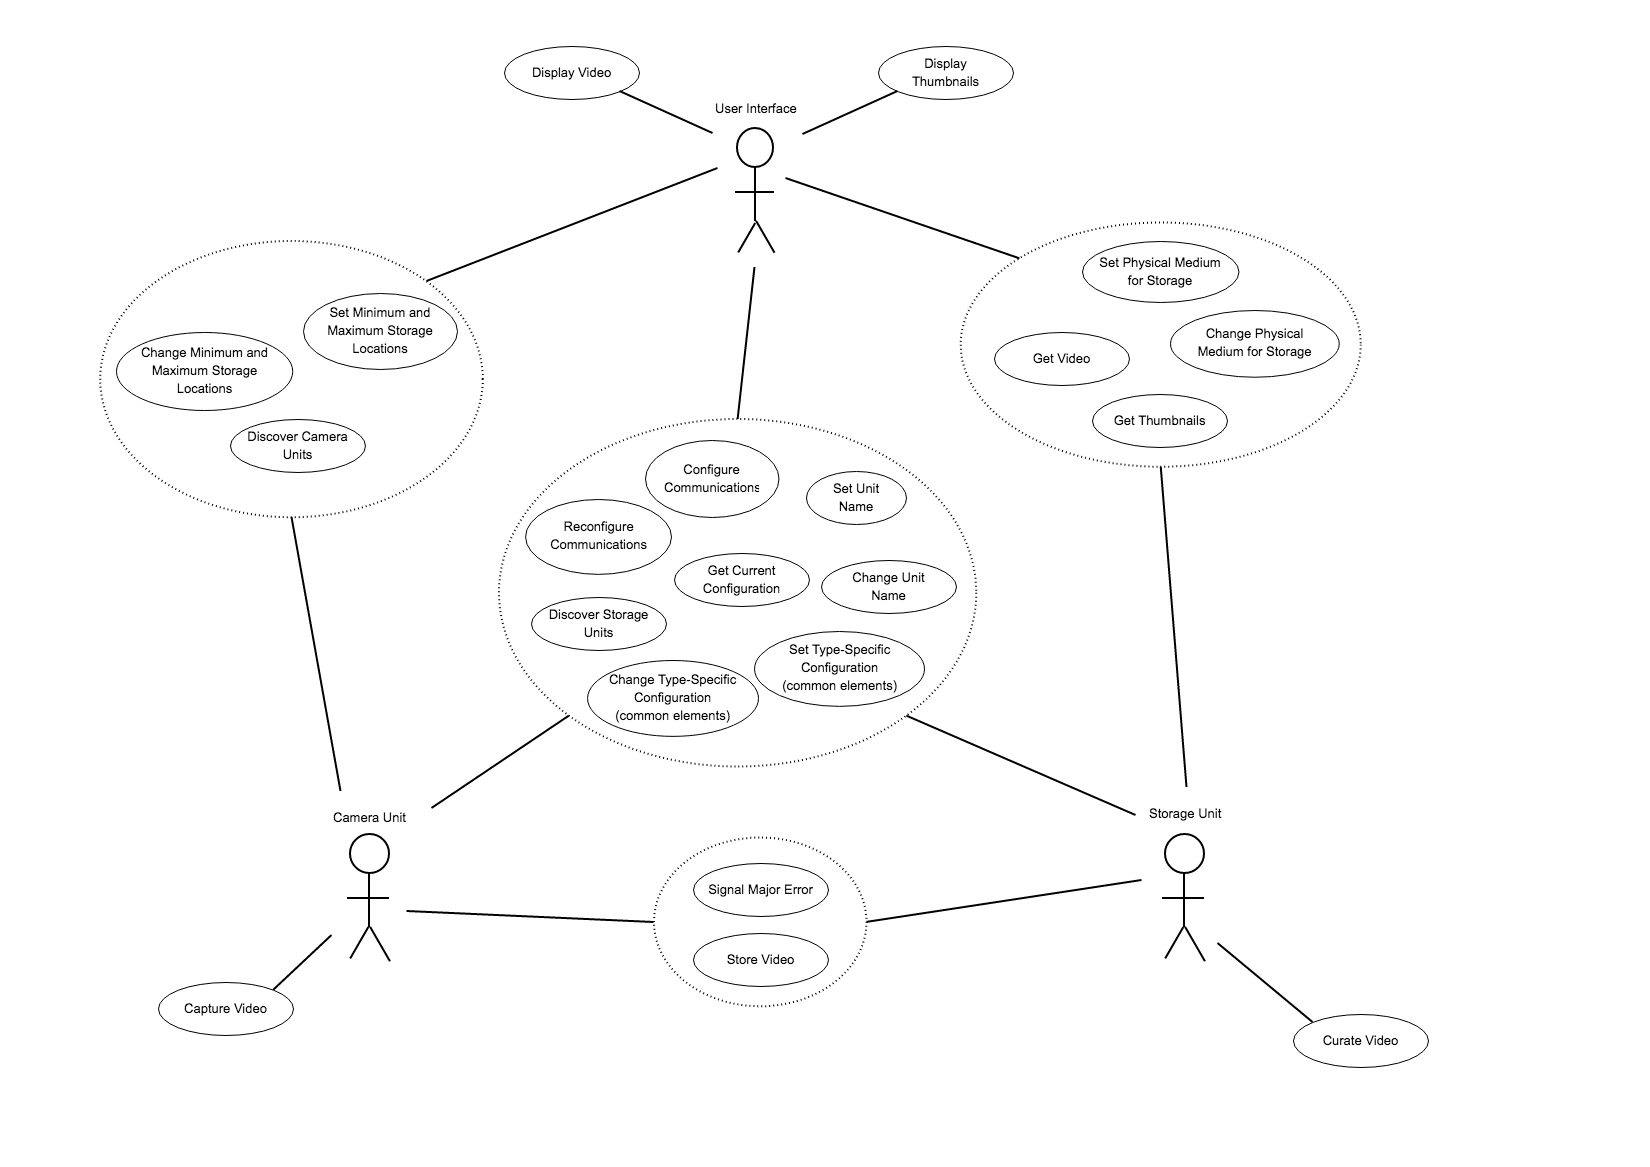 Display Video
Display
Thumbnails
User Interface
Set Physical Medium
for Storage
Set Minimum and
Maximum Storage
Locations
Change Physical
Medium for Storage
Change Minimum and
Maximum Storage
Locations
Get Video
Get Thumbnails
Discover Camera
Units
Configure
Communications
Set Unit
Name
Reconfigure
Communications
Get Current
Configuration
Change Unit
Name
Discover Storage
Units
Set Type-Specific
Configuration
(common elements)
Change Type-Specific
Configuration
(common elements)
Camera Unit
Storage Unit
Signal Major Error
Store Video
Capture Video
Curate Video